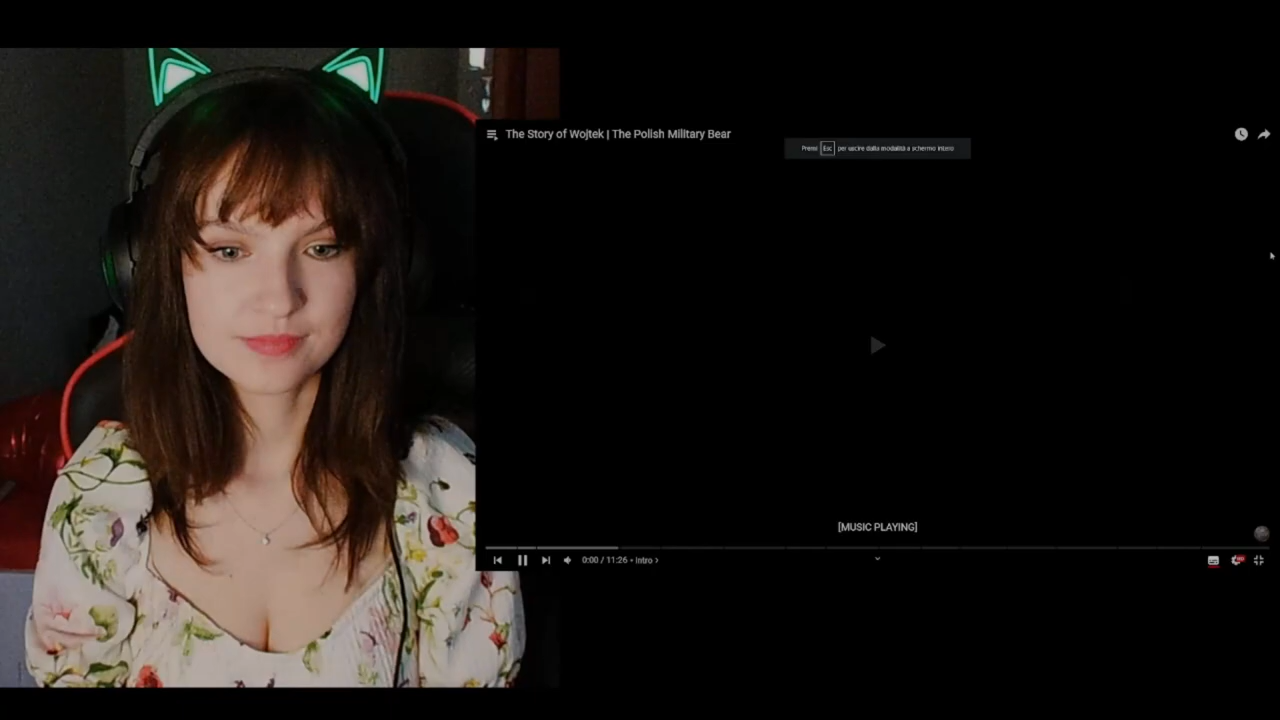 The Story of Wojtek | The Polish Military Bear
Premi Esc per uscire dalla modalità a schermo intero
[MUSIC PLAYING]
0:00 / 11:26 • Intro ›